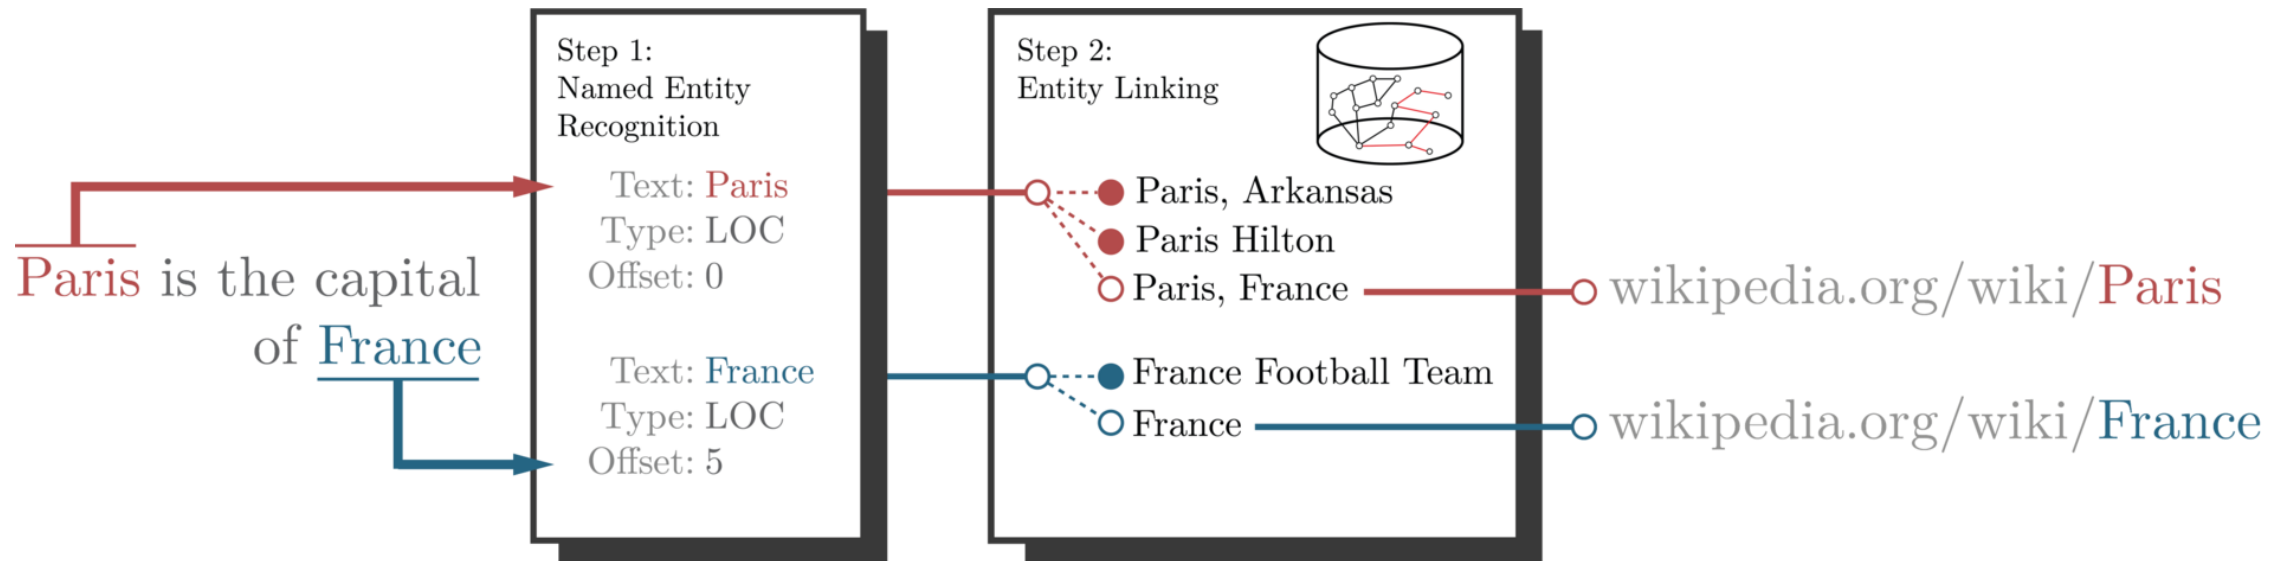 Paris is the capital
of France
Step 1:
Named Entity
Recognition
Text: Paris
Type: LOC
Offset: 0
Text: France
Type: LOC
Offset: 5
Step 2:
Entity Linking
Paris, Arkansas
Paris Hilton
Paris, France
France Football Team
France
wikipedia.org/wiki/Paris
wikipedia.org/wiki/France